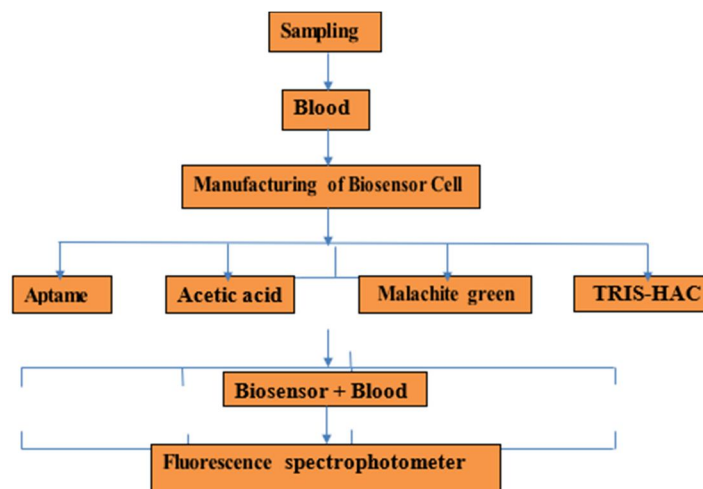 Sampling
Blood
Manufacturing of Biosensor Cell
Aptame
Acetic acid
Malachite green
TRIS-HAC
Biosensor + Blood
Fluorescence spectrophotometer